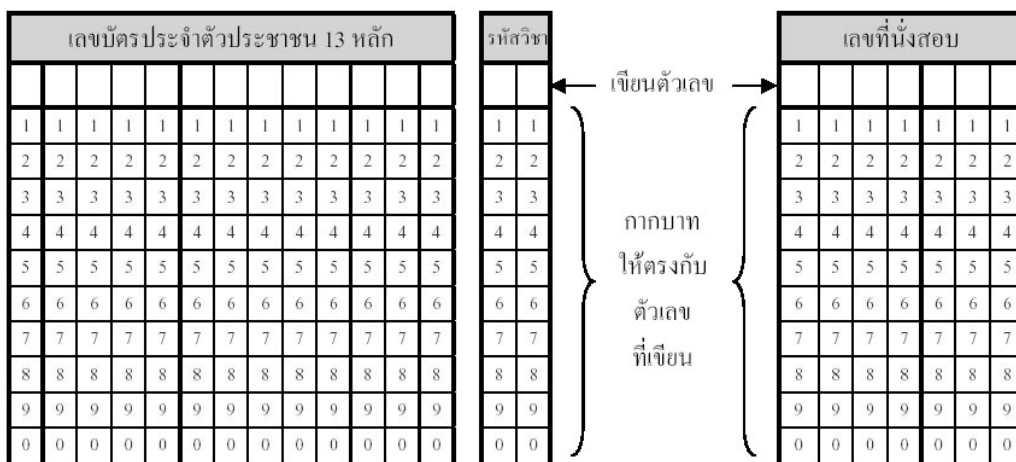 เลขบัตรประจำตัวประชาชน 13 หลัก รหัสวิชา เลขที่นั่งสอบ
เขียนตัวเลข
1 1 1 1 1 1 1 1 1 1 1 1 1 1 1 1 1 1 1 1 1 1
2 2 2 2 2 2 2 2 2 2 2 2 2 2 2 2 2 2 2 2 2 2
3 3 3 3 3 3 3 3 3 3 3 3 3 3 3 3 3 3 3 3 3 3
4 4 4 4 4 4 4 4 4 4 4 4 4 4 4 4 4 4 4 4 4 4
5 5 5 5 5 5 5 5 5 5 5 5 5 5 5 5 5 5 5 5 5 5
6 6 6 6 6 6 6 6 6 6 6 6 6 6 6 6 6 6 6 6 6 6
7 7 7 7 7 7 7 7 7 7 7 7 7 7 7 7 7 7 7 7 7 7
8 8 8 8 8 8 8 8 8 8 8 8 8 8 8 8 8 8 8 8 8 8
9 9 9 9 9 9 9 9 9 9 9 9 9 9 9 9 9 9 9 9 9 9
0 0 0 0 0 0 0 0 0 0 0 0 0 0 0 0 0 0 0 0 0 0
กากบาท
ให้ตรงกับ
ตัวเลข
ที่เขียน